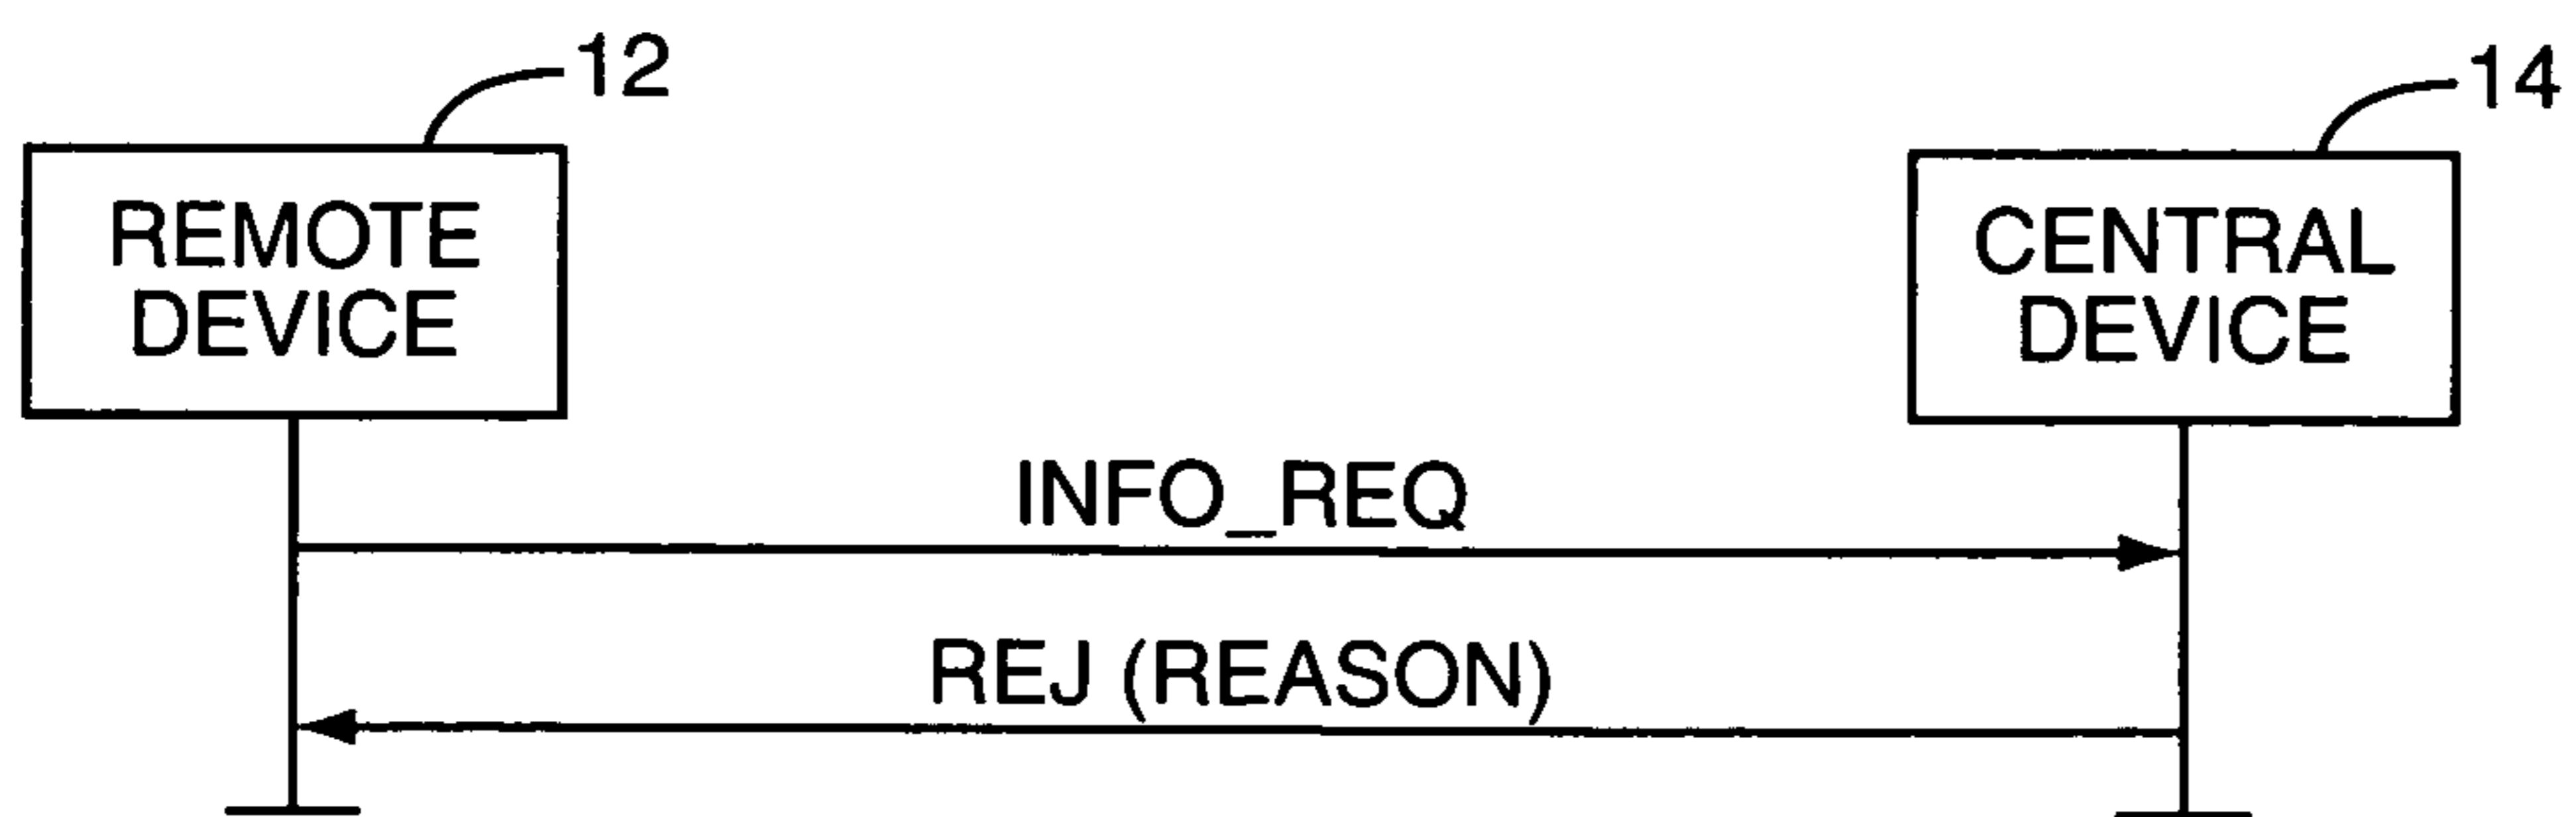 12
14
REMOTE
DEVICE
CENTRAL
DEVICE
INFO_REQ
REJ (REASON)